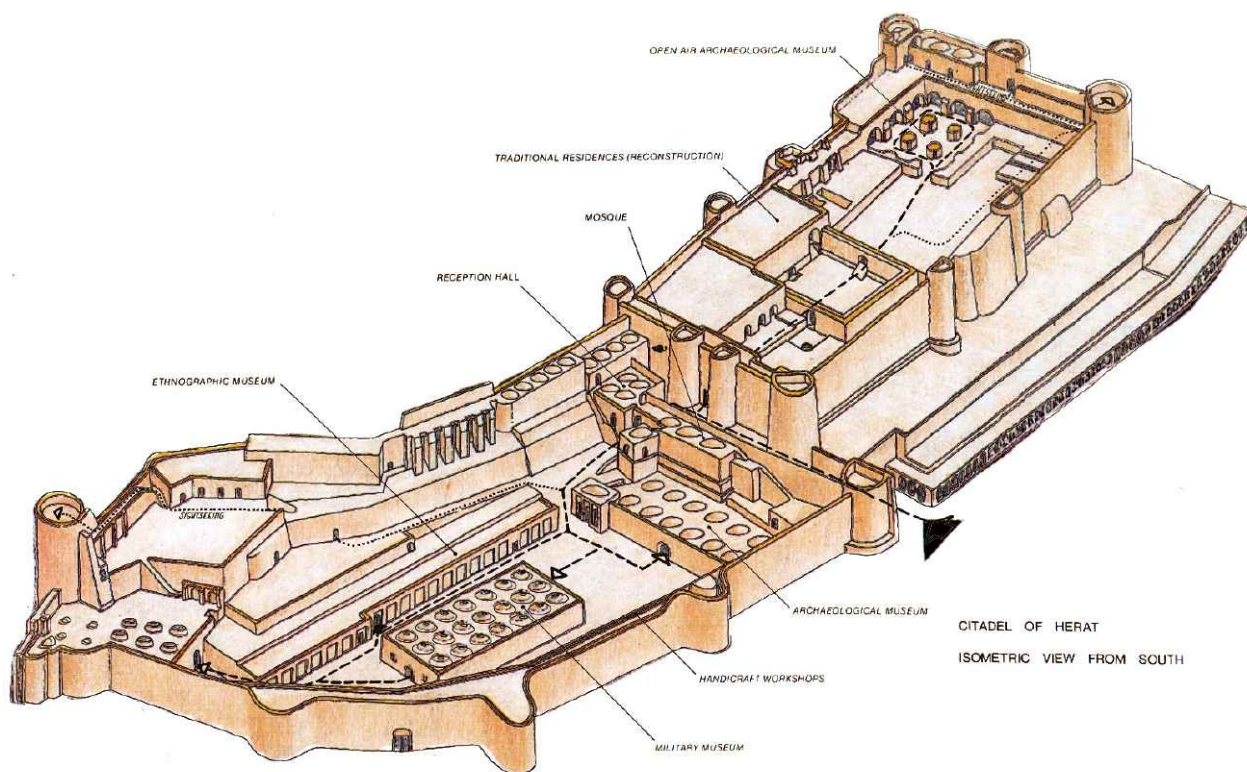 OPEN AIR ARCHAEOLOGICAL MUSEUM
TRADITIONAL RESIDENCES (RECONSTRUCTION)
MOSQUE
RECEPTION HALL
ETHNOGRAPHIC MUSEUM
SIGHTSEEING
ARCHAEOLOGICAL MUSEUM
CITADEL OF HERAT
ISOMETRIC VIEW FROM SOUTH
HANDICRAFT WORKSHOPS
MILITARY MUSEUM